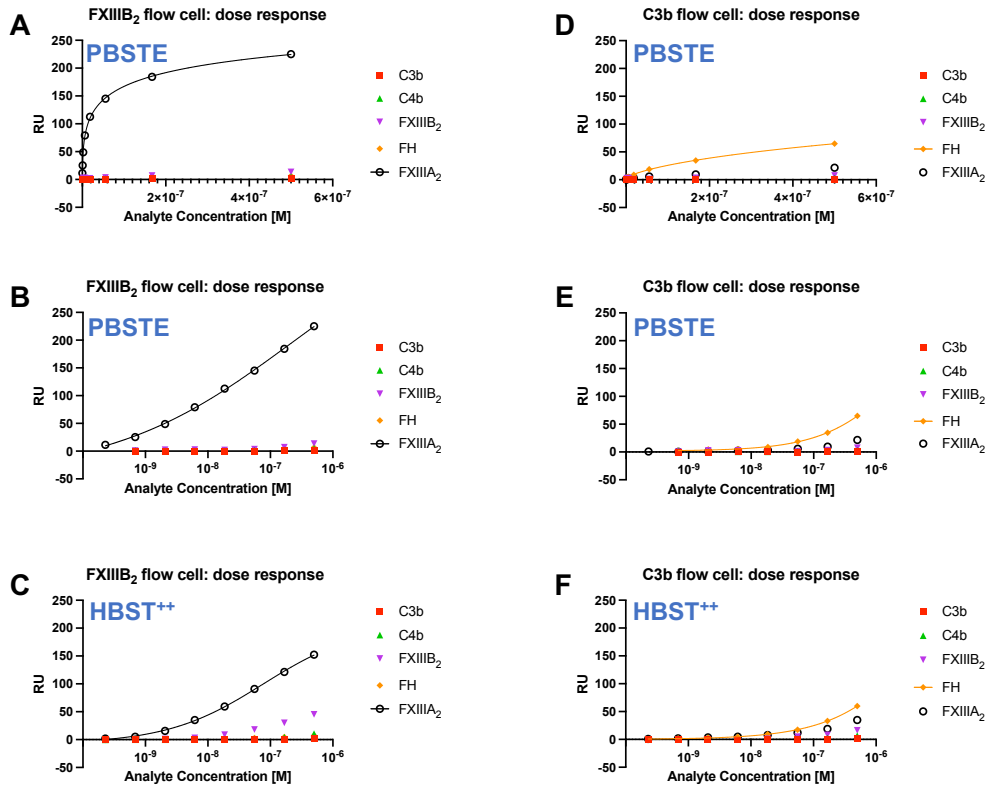 A
FXIIIB2 flow cell: dose response
PBSTE
250
200
150
100
50
0
-50
RU
2×10-7
4×10-7
6×10-7
Analyte Concentration [M]
C3b
C4b
FXIIIB2
FH
FXIIIA2
D
C3b flow cell: dose response
PBSTE
250
200
150
100
50
0
-50
RU
2×10-7
4×10-7
6×10-7
Analyte Concentration [M]
C3b
C4b
FXIIIB2
FH
FXIIIA2
B
FXIIIB2 flow cell: dose response
PBSTE
250
200
150
100
50
0
-50
RU
10-9
10-8
10-7
10-6
Analyte Concentration [M]
C3b
C4b
FXIIIB2
FH
FXIIIA2
E
C3b flow cell: dose response
PBSTE
250
200
150
100
50
0
-50
RU
10-9
10-8
10-7
10-6
Analyte Concentration [M]
C3b
C4b
FXIIIB2
FH
FXIIIA2
C
FXIIIB2 flow cell: dose response
HBST++
250
200
150
100
50
0
-50
RU
10-9
10-8
10-7
10-6
Analyte Concentration [M]
C3b
C4b
FXIIIB2
FH
FXIIIA2
F
C3b flow cell: dose response
HBST++
250
200
150
100
50
0
-50
RU
10-9
10-8
10-7
10-6
Analyte Concentration [M]
C3b
C4b
FXIIIB2
FH
FXIIIA2